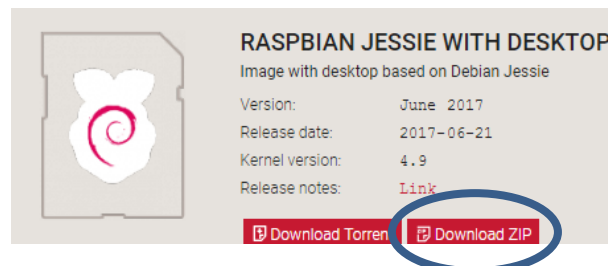 RASPBIAN JESSIE WITH DESKTOP
Image with desktop based on Debian Jessie
Version: June 2017
Release date: 2017-06-21
Kernel version: 4.9
Release notes: Link
Download Torren Download ZIP